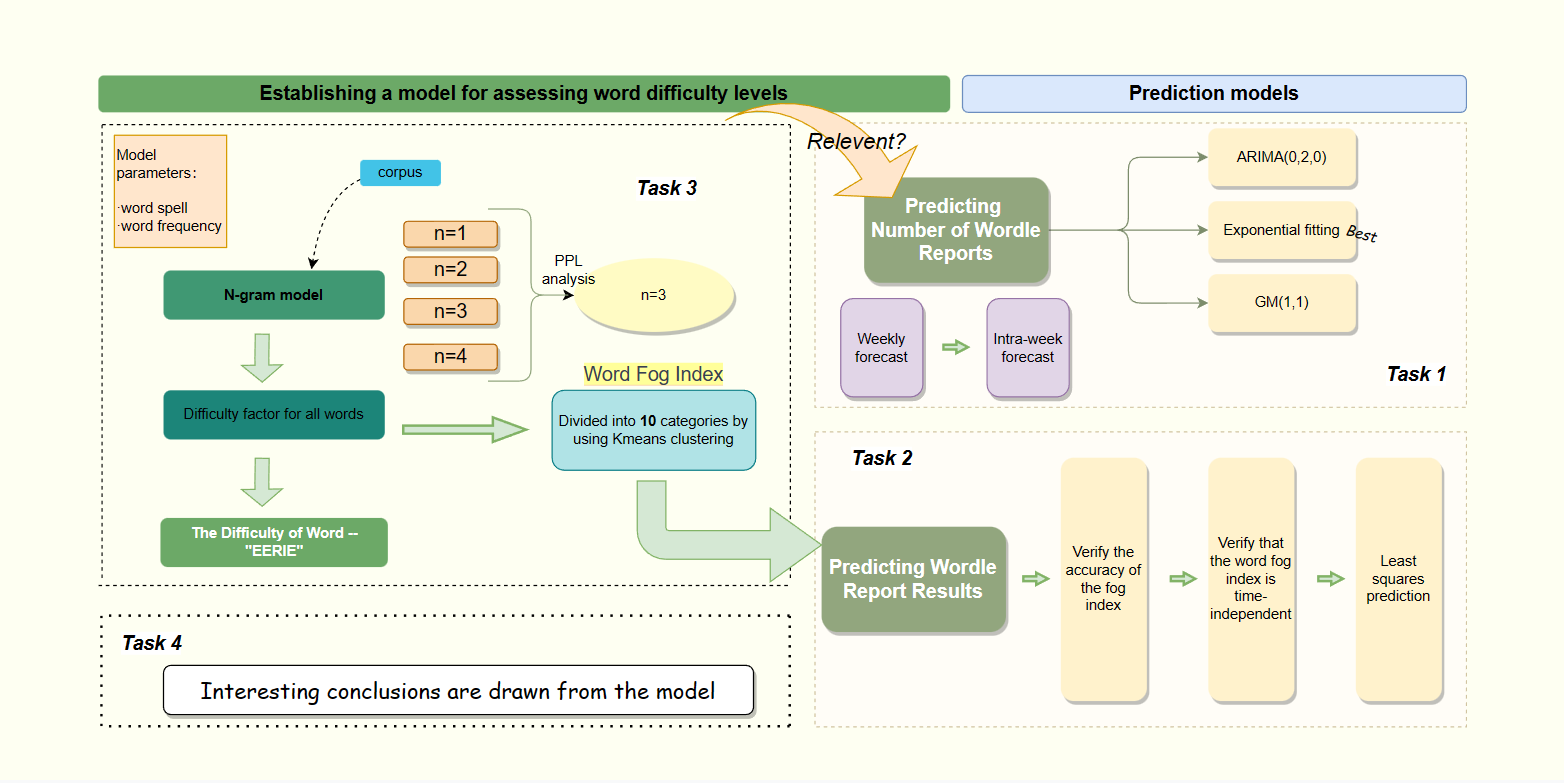 Establishing a model for assessing word difficulty levels
Prediction models
Model
parameters:
·word spell
·word frequency
corpus
Task 3
n=1
n=2
n=3
n=4
PPL
analysis
n=3
N-gram model
Difficulty factor for all words
The Difficulty of Word --
"EERIE"
Word Fog Index
Divided into 10 categories by
using Kmeans clustering
Relevent?
Predicting
Number of Wordle
Reports
ARIMA(0,2,0)
Exponential fitting
Best
GM(1,1)
Weekly
forecast
Intra-week
forecast
Task 1
Task 2
Predicting Wordle
Report Results
Verify the
accuracy of
the fog
index
Verify that
the word fog
index is
time-
independent
Least
squares
prediction
Task 4
Interesting conclusions are drawn from the model